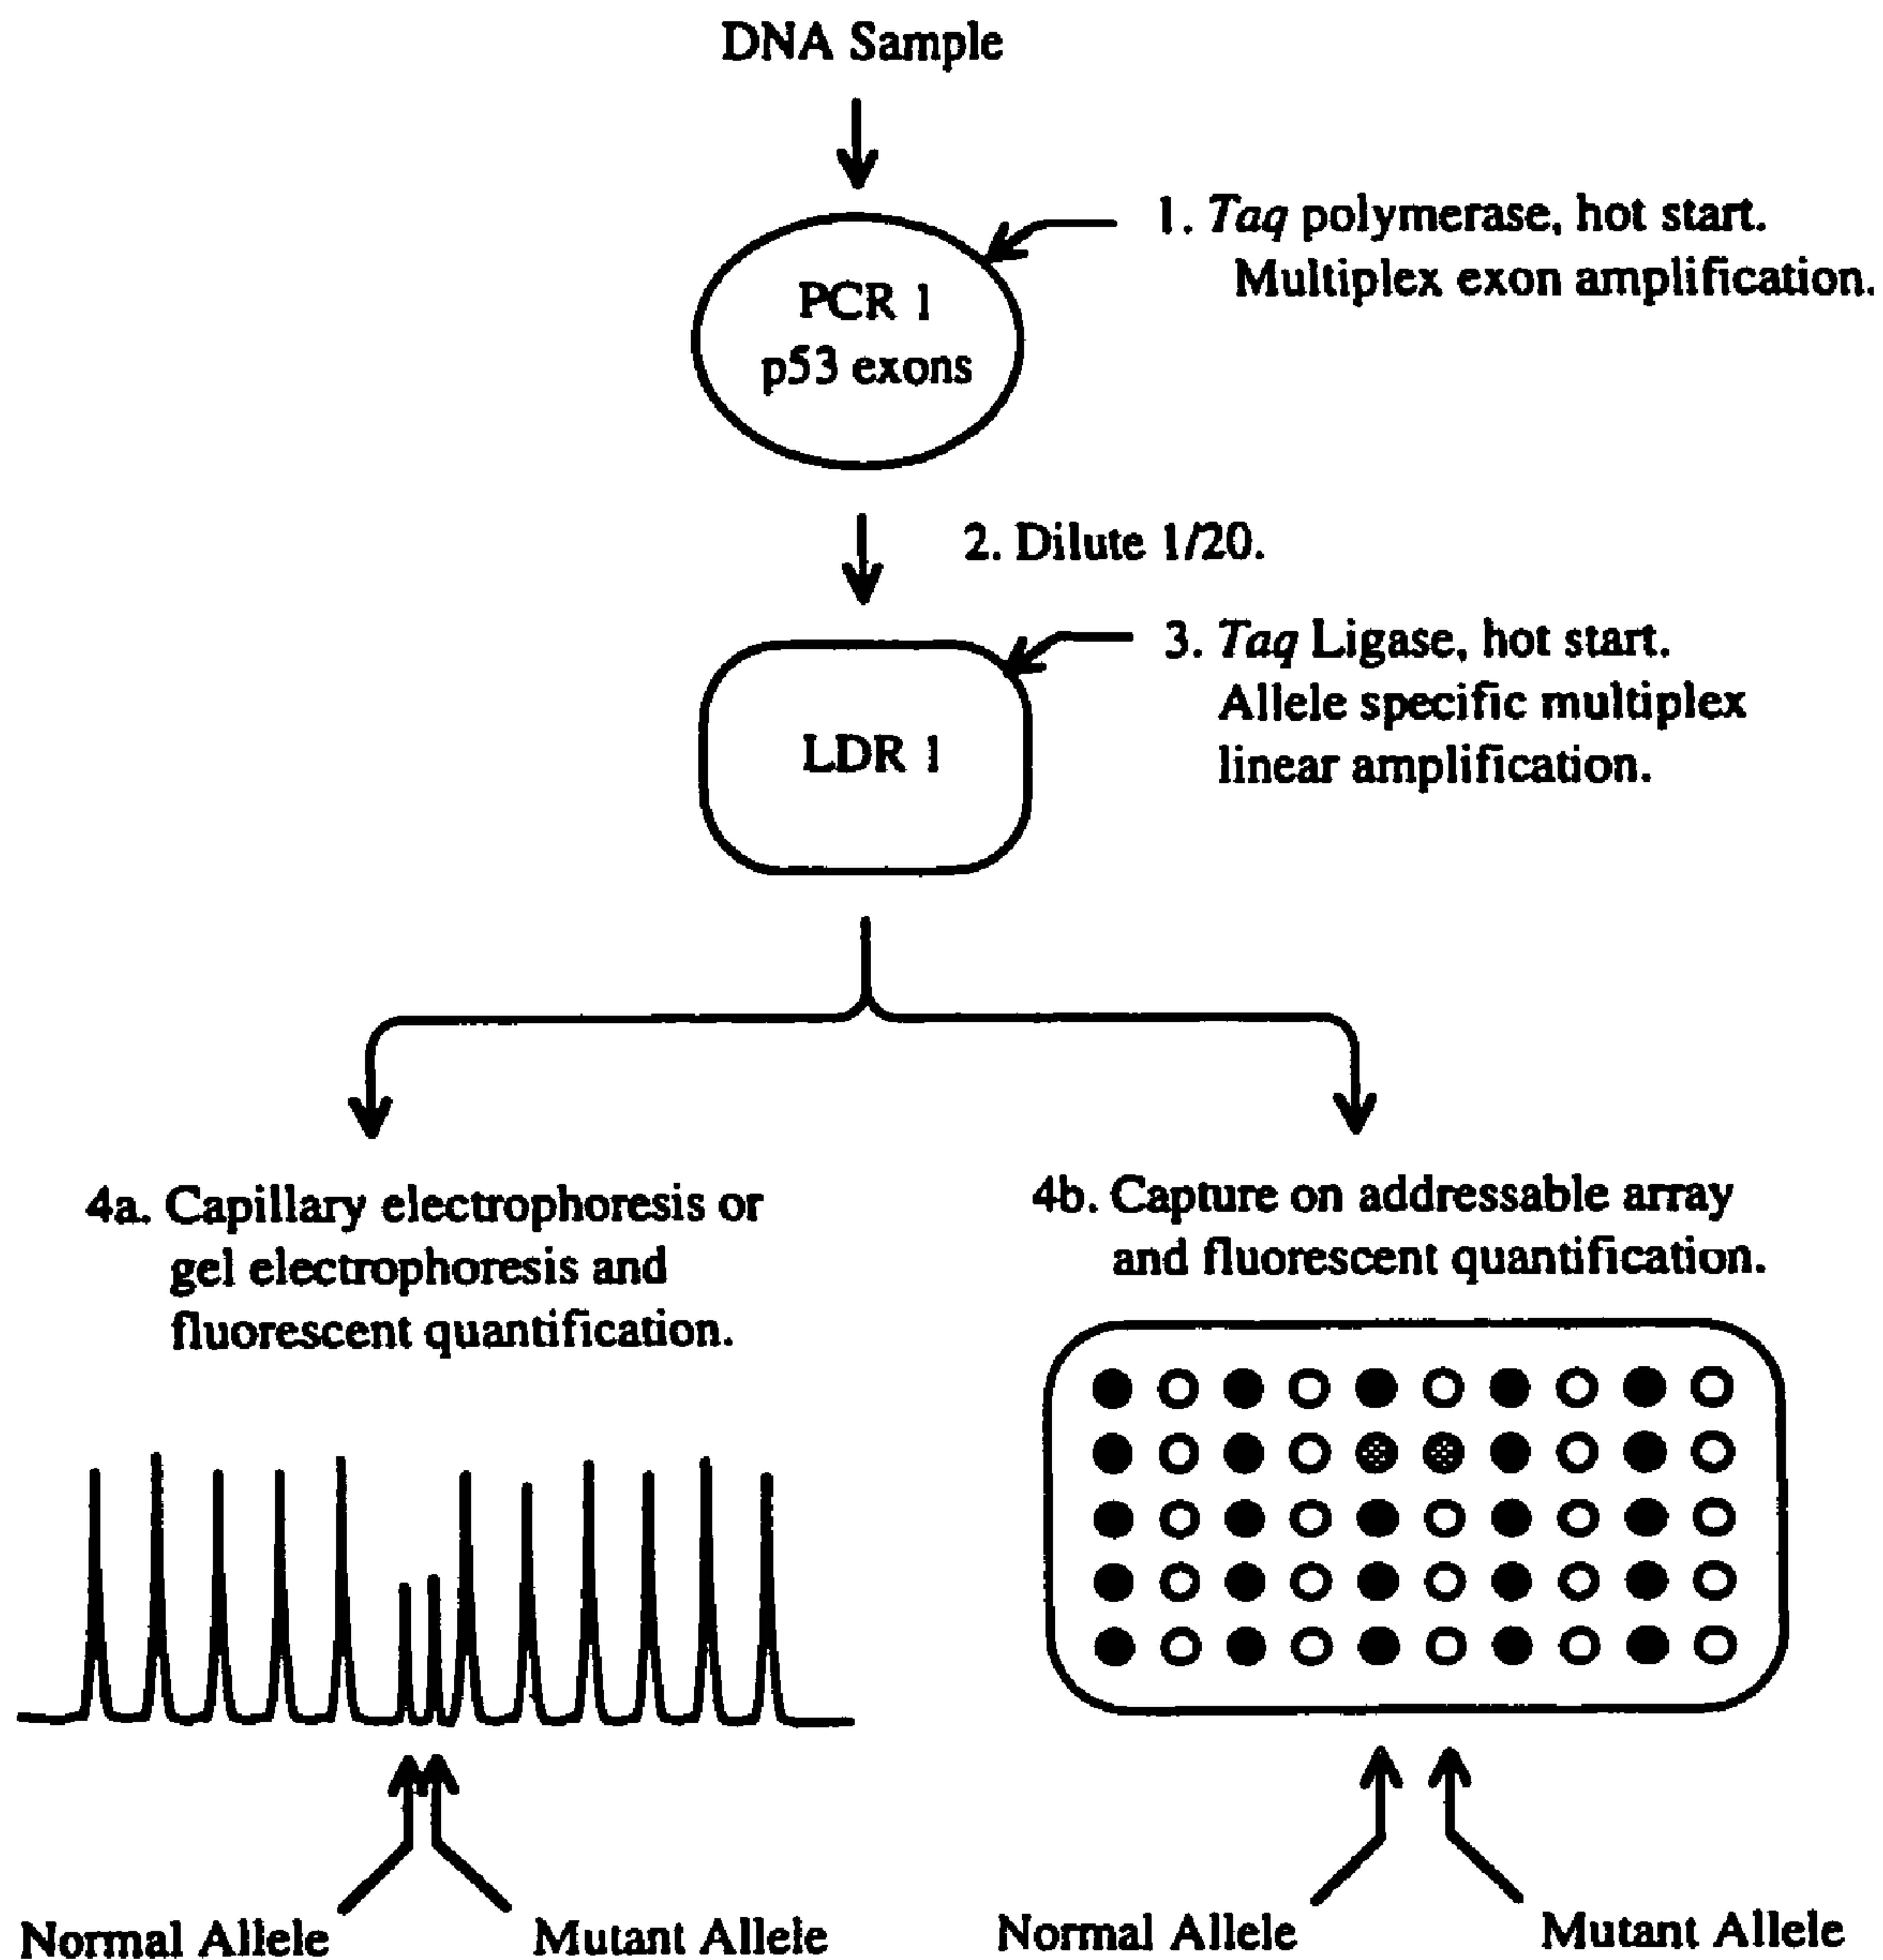 DNA Sample
1. Taq polymerase, hot start.
Multiplex exon amplification.
PCR 1
p53 exons
2. Dilute 1/20.
3. Taq Ligase, hot start.
Allele specific multiplex
linear amplification.
LDR 1
4a. Capillary electrophoresis or
gel electrophoresis and
fluorescent quantification.
4b. Capture on addressable array
and fluorescent quantification.
Normal Allele
Mutant Allele
Normal Allele
Mutant Allele